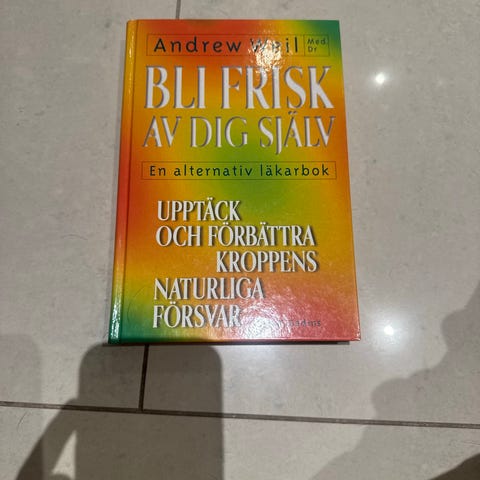 Andrew Weil Med. Dr
BLI FRISK
AV DIG SJÄLV
En alternativ läkarbok
UPPTÄCK
OCH FÖRBÄTTRA
KROPPENS
NATURLIGA
FÖRSVAR